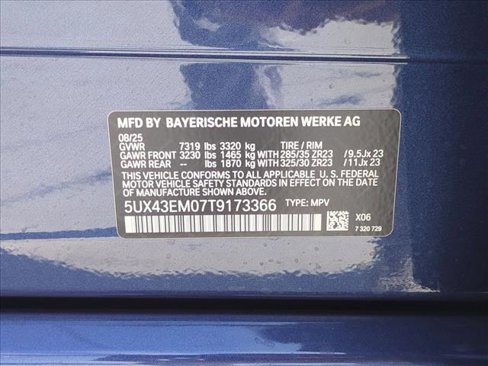 MFD BY BAYERISCHE MOTOREN WERKE AG
08/25
GVWR 7319 lbs 3320 kg TIRE / RIM
GAWR FRONT 3230 lbs 1465 kg WITH 285/35 ZR23 /9.5Jx 23
GAWR REAR -- lbs 1870 kg WITH 325/30 ZR23 /11Jx 23
THIS VEHICLE CONFORMS TO ALL APPLICABLE U. S. FEDERAL
MOTOR VEHICLE SAFETY STANDARDS IN EFFECT ON
THE DATE OF MANUFACTURE SHOWN ABOVE.
5UX43EM07T9173366 TYPE: MPV
X06
7 320 729